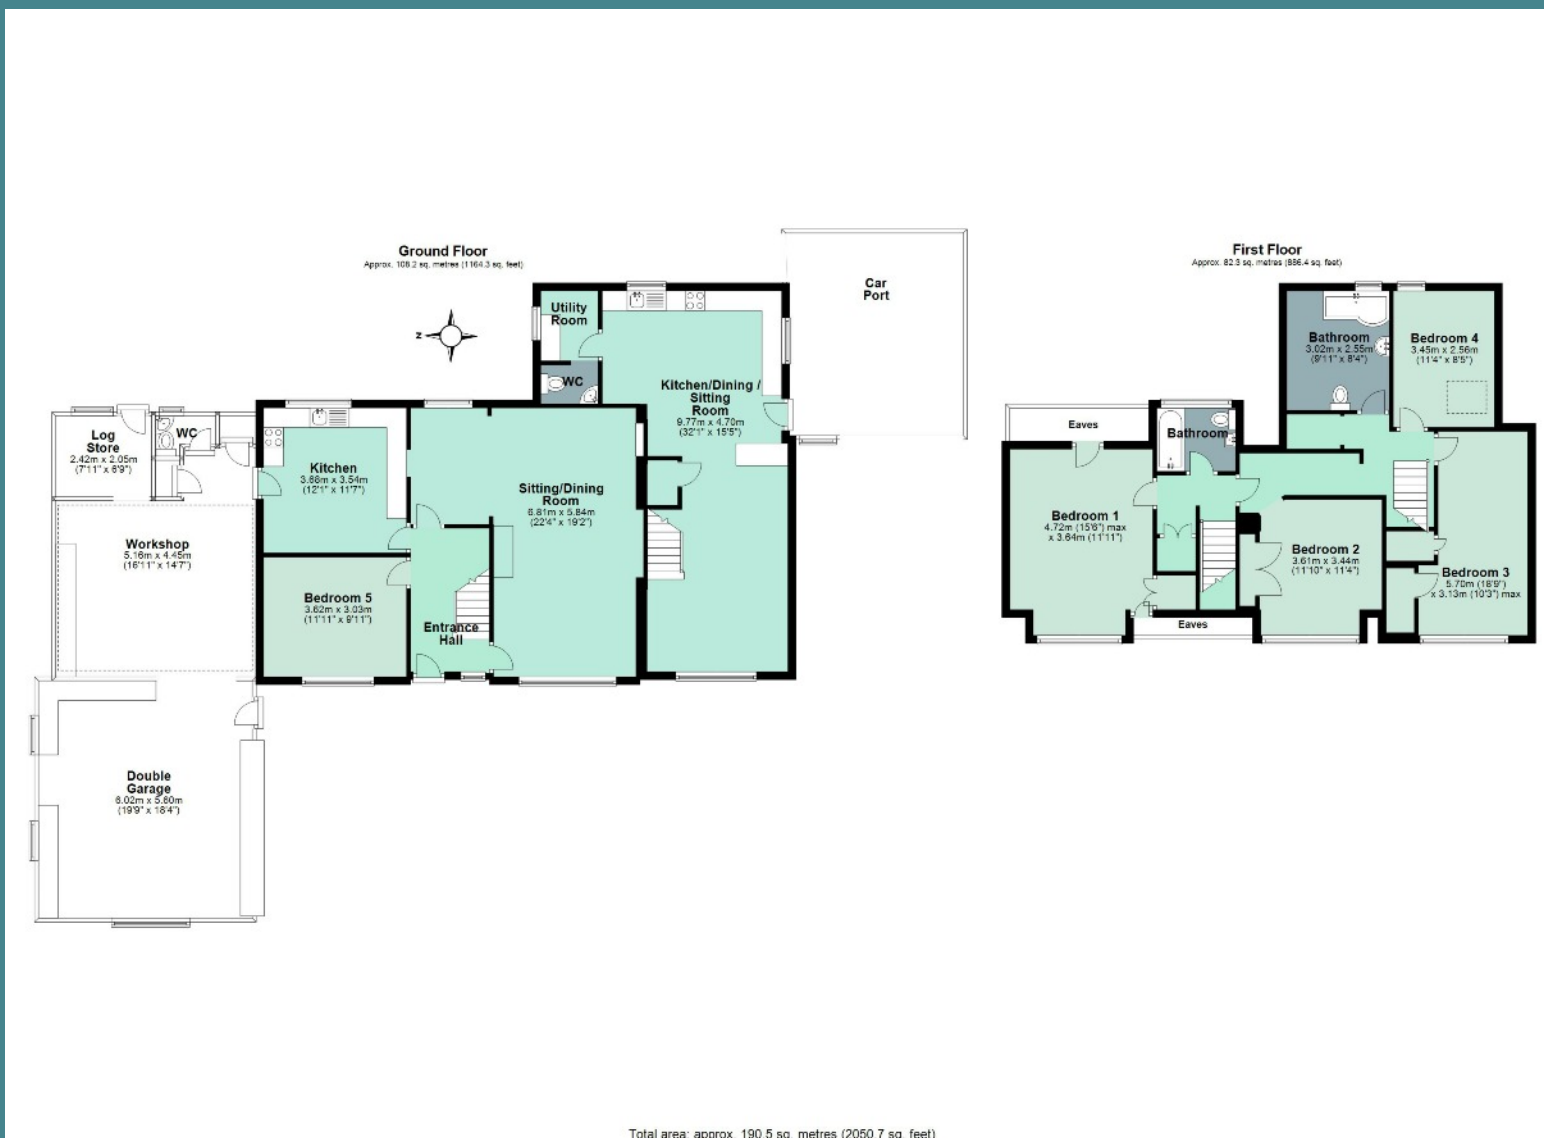 Ground Floor
Approx. 108.2 sq. metres (1164.3 sq. feet)
Z
Utility
Room
WC
Kitchen/Dining /
Sitting
Room
9.77m x 4.70m
(32'1" x 15'5")
Car
Port
Log
Store
2.42m x 2.05m
(7'11" x 6'9")
WC
Kitchen
3.68m x 3.54m
(12'1" x 11'7")
Sitting/Dining
Room
6.81m x 5.84m
(22'4" x 19'2")
Workshop
5.16m x 4.45m
(16'11" x 14'7")
Bedroom 5
3.62m x 3.03m
(11'11" x 9'11")
Entrance
Hall
Double
Garage
6.02m x 5.60m
(19'9" x 18'4")
First Floor
Approx. 82.3 sq. metres (886.4 sq. feet)
Bathroom
3.02m x 2.55m
(9'11" x 8'4")
Bedroom 4
3.45m x 2.56m
(11'4" x 8'5")
Eaves
Bathroom
Bedroom 1
4.72m (15'6") max
x 3.64m (11'11")
Bedroom 2
3.61m x 3.44m
(11'10" x 11'4")
Bedroom 3
5.70m (18'9")
x 3.13m (10'3") max
Eaves
Total area: approx. 190.5 sq. metres (2050.7 sq. feet)